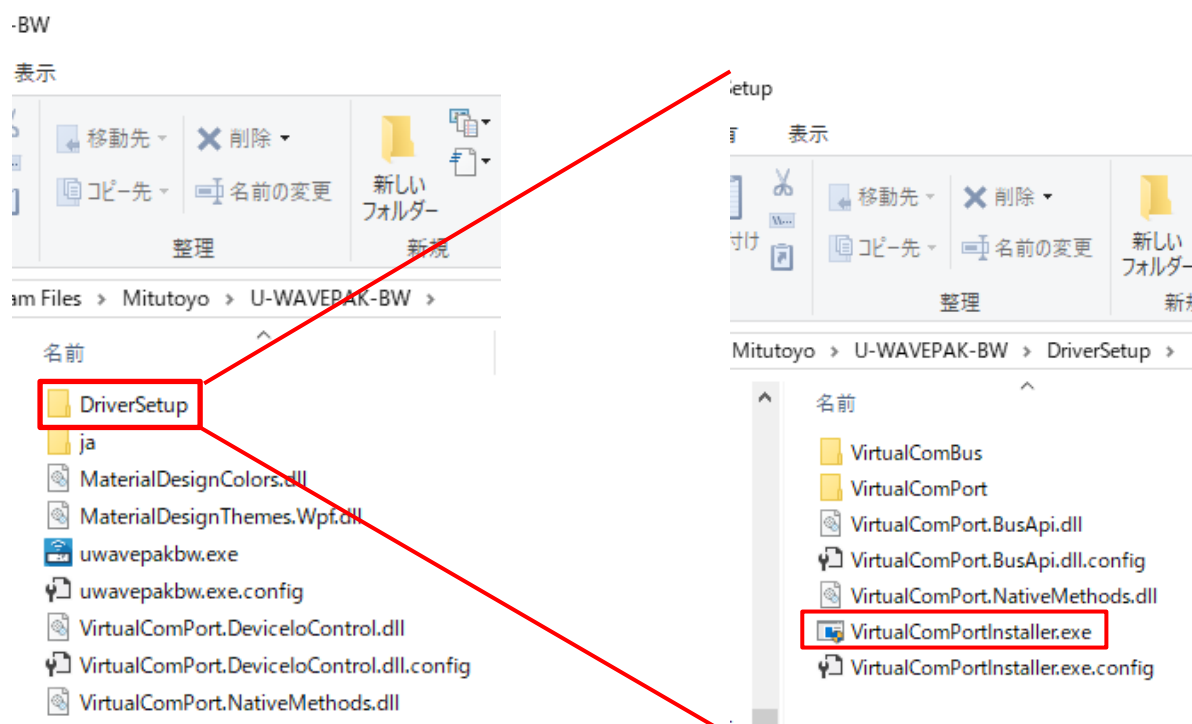 -BW
表示
移動先
削除
コピー先
名前の変更
新しい
フォルダー
整理
新規
am Files > Mitutoyo > U-WAVEPAK-BW >
名前
DriverSetup
ja
MaterialDesignColors.dll
MaterialDesignThemes.Wpf.dll
uwavepakbw.exe
uwavepakbw.exe.config
VirtualComPort.DeviceIoControl.dll
VirtualComPort.DeviceIoControl.dll.config
VirtualComPort.NativeMethods.dll
etup
表示
移動先
削除
付け
コピー先
名前の変更
新しい
フォルダー
整理
新規
Mitutoyo > U-WAVEPAK-BW > DriverSetup >
名前
VirtualComBus
VirtualComPort
VirtualComPort.BusApi.dll
VirtualComPort.BusApi.dll.config
VirtualComPort.NativeMethods.dll
VirtualComPortInstaller.exe
VirtualComPortInstaller.exe.config